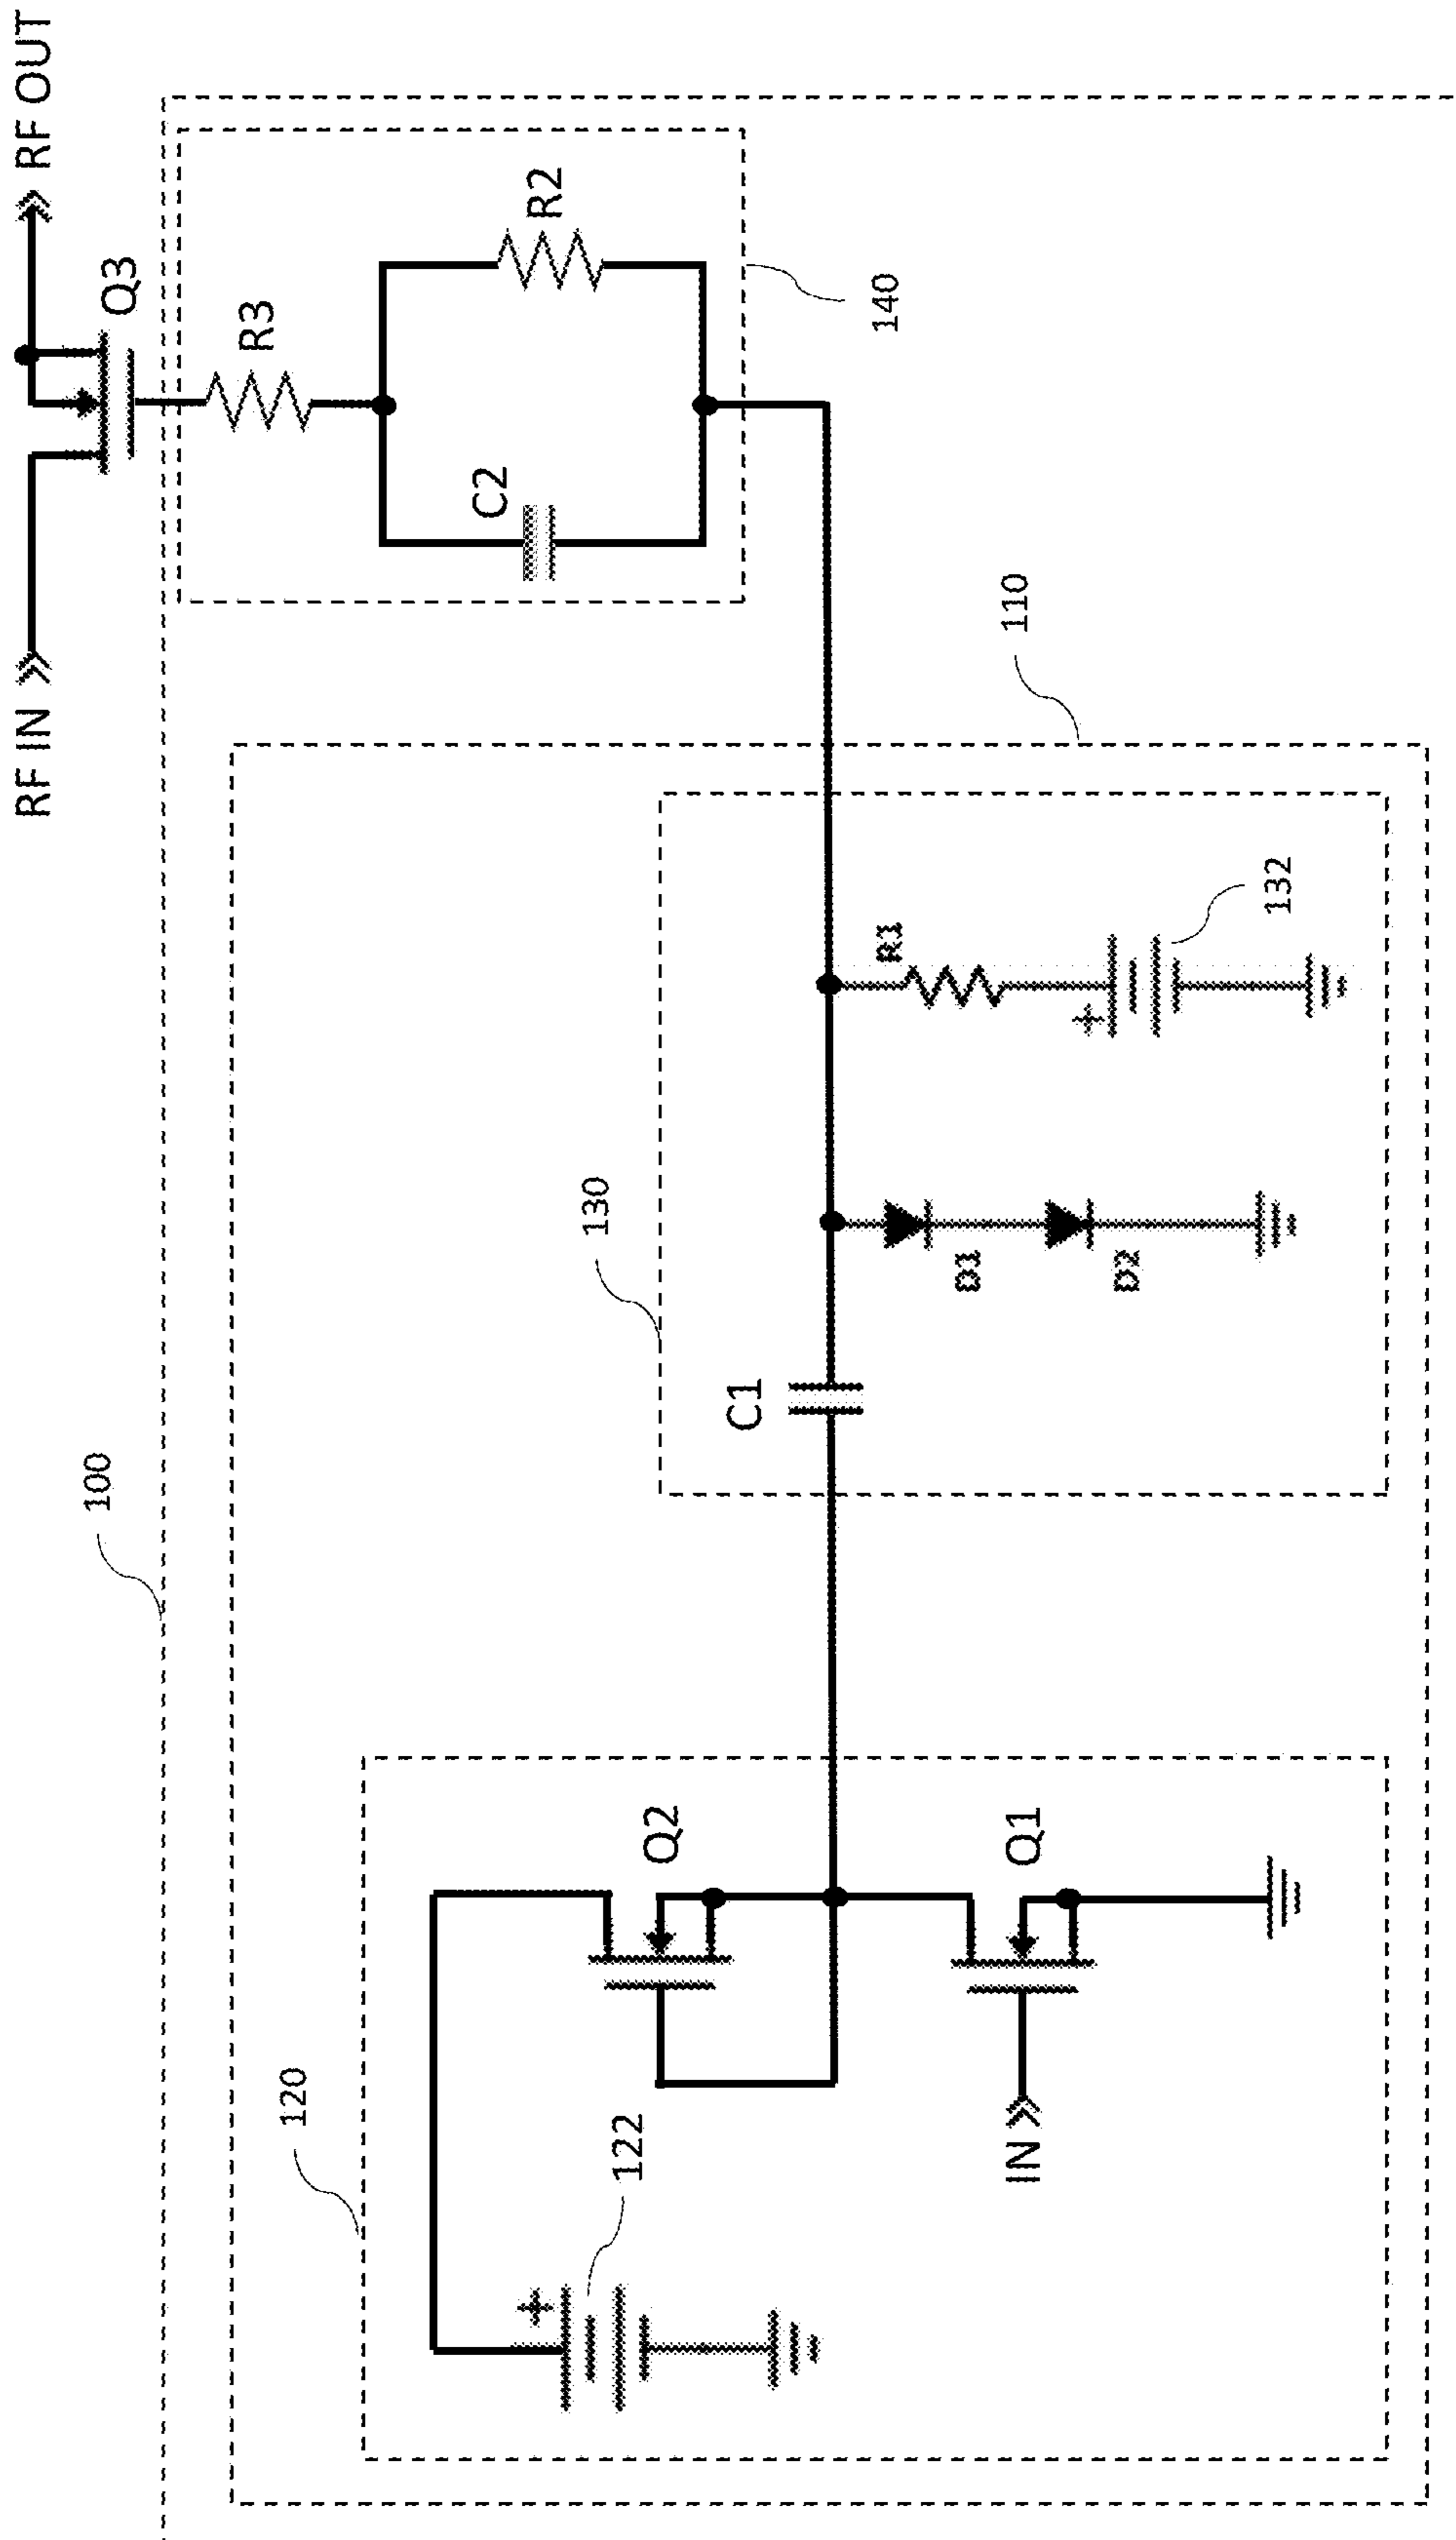 RF IN
RF OUT
Q3
R3
C2
R2
140
100
110
130
C1
D1
D2
R1
+
132
120
122
+
Q2
Q1
IN